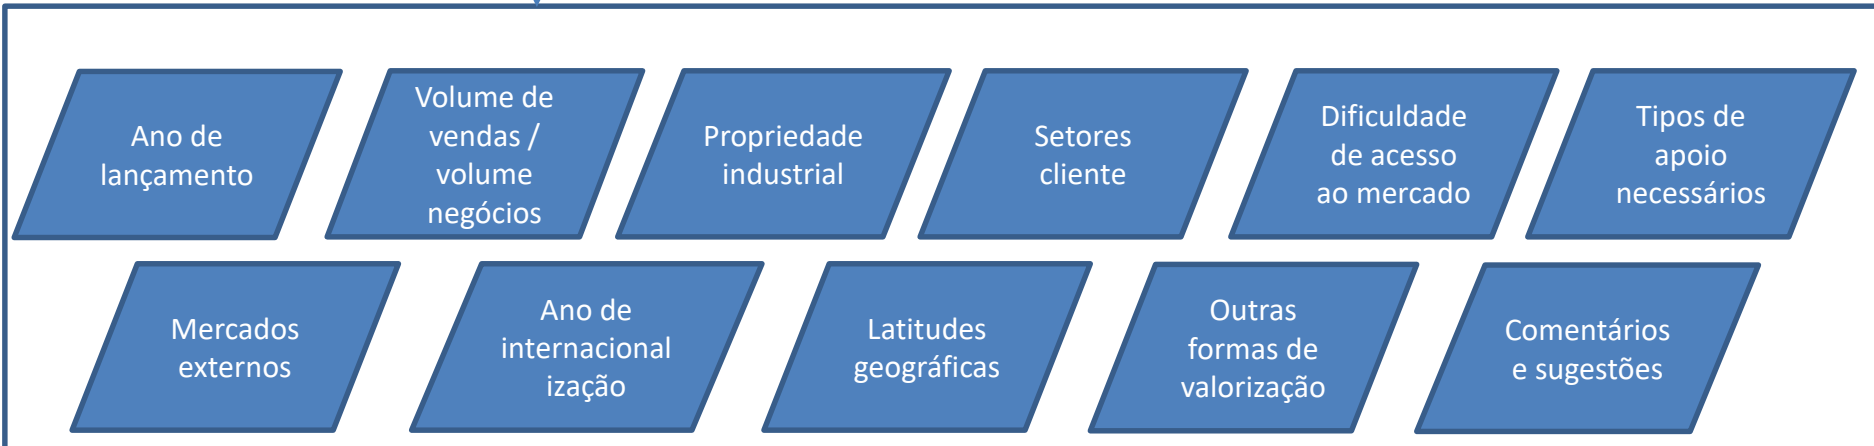 Ano de
lançamento
Volume de
vendas /
volume
negócios
Propriedade
industrial
Setores
cliente
Dificuldade
de acesso
ao mercado
Tipos de
apoio
necessários
Mercados
externos
Ano de
internacional
ização
Latitudes
geográficas
Outras
formas de
valorização
Comentários
e sugestões